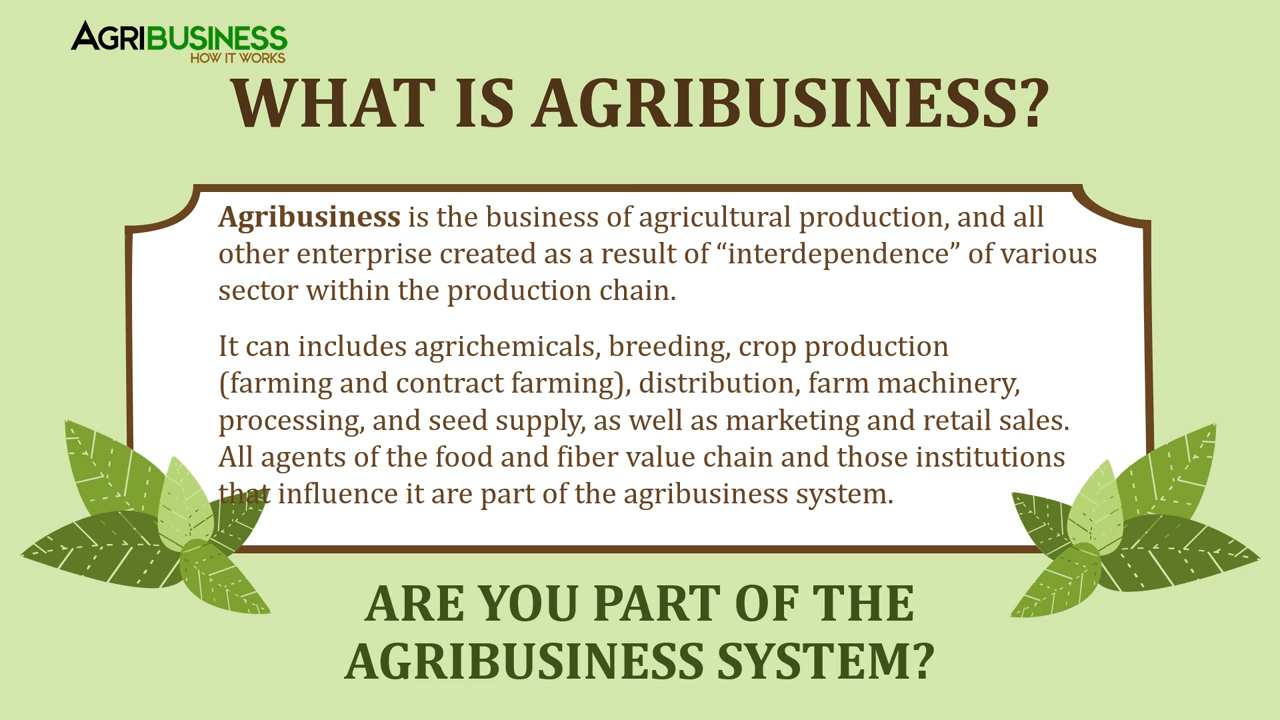 AGRIBUSINESS
HOW IT WORKS
WHAT IS AGRIBUSINESS?
Agribusiness is the business of agricultural production, and all
other enterprise created as a result of “interdependence” of various
sector within the production chain.
It can includes agrichemicals, breeding, crop production
(farming and contract farming), distribution, farm machinery,
processing, and seed supply, as well as marketing and retail sales.
All agents of the food and fiber value chain and those institutions
that influence it are part of the agribusiness system.
ARE YOU PART OF THE
AGRIBUSINESS SYSTEM?